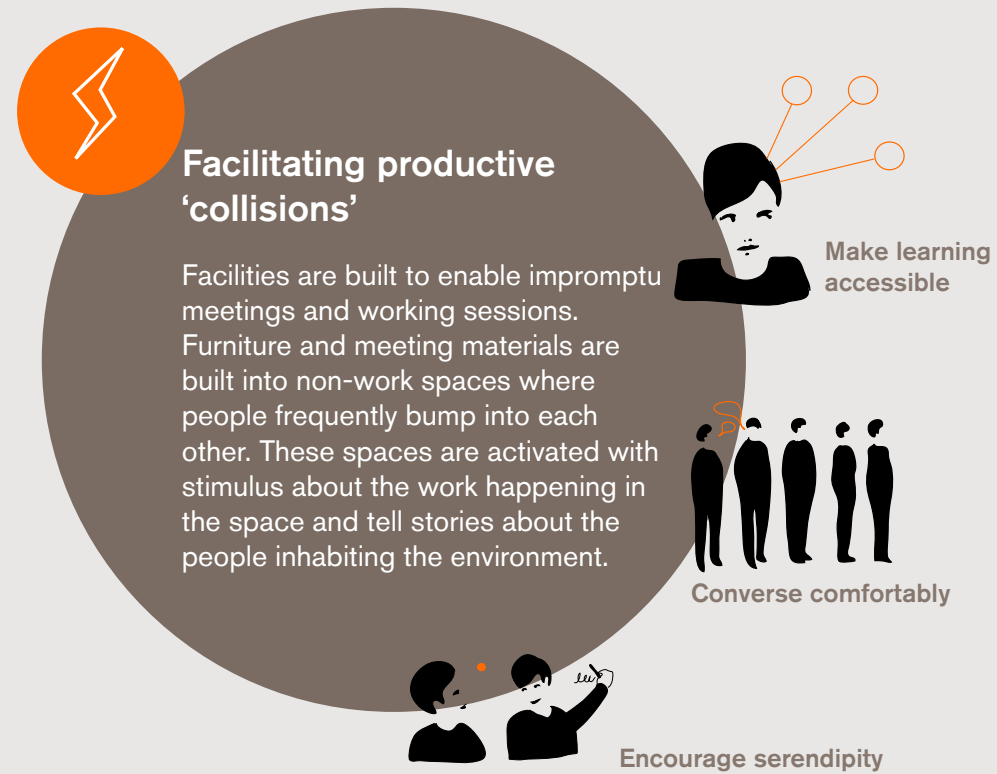 Facilitating productive
‘collisions’
Facilities are built to enable impromptu
meetings and working sessions.
Furniture and meeting materials are
built into non-work spaces where
people frequently bump into each
other. These spaces are activated with
stimulus about the work happening in
the space and tell stories about the
people inhabiting the environment.
Make learning
accessible
Converse comfortably
Encourage serendipity